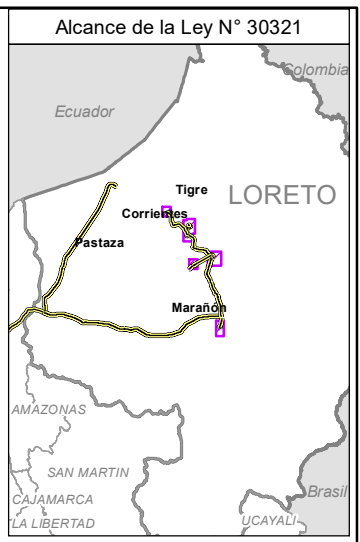 Alcance de la Ley N° 30321
Colombia
Ecuador
Tigre
LORETO
Corrientes
Pastaza
Marañón
AMAZONAS
SAN MARTIN
CAJAMARCA
Brasil
LA LIBERTAD
UCAYALI